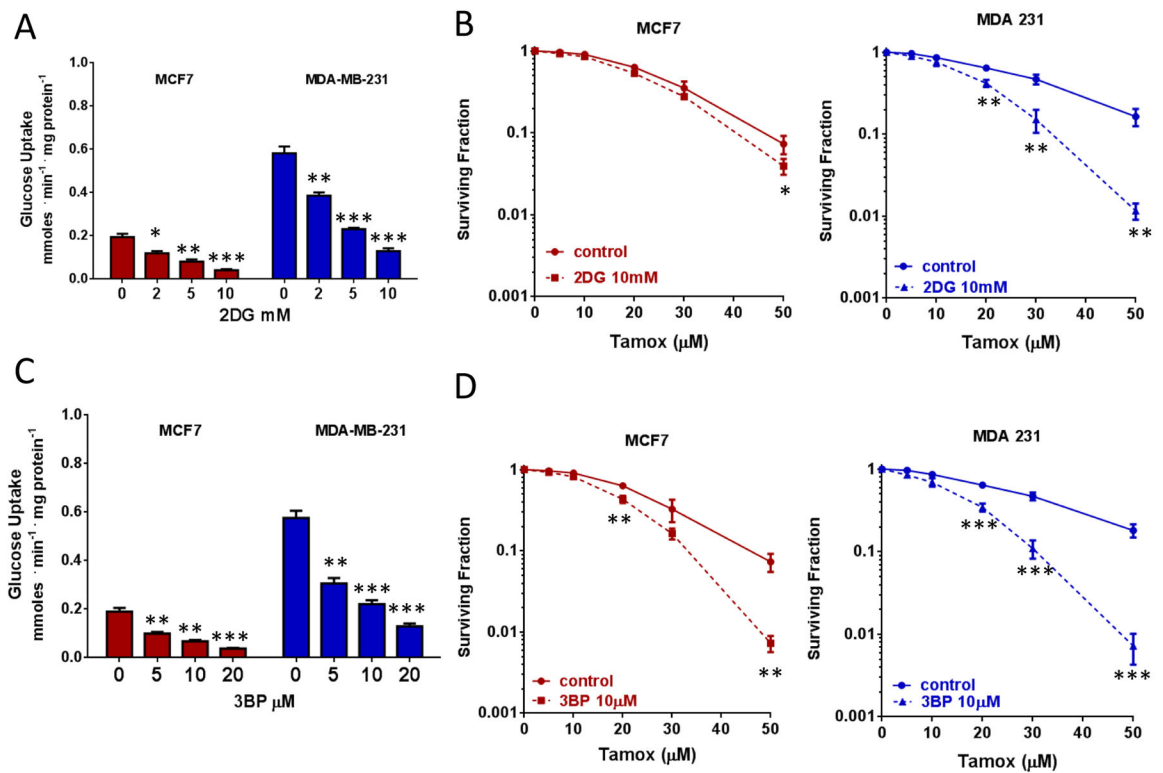 A
MCF7
MDA-MB-231
Glucose Uptake
mmoles · min⁻¹ · mg protein⁻¹
1.0
0.8
0.6
0.4
0.2
0.0
*
**
***
**
***
***
0 2 5 10 0 2 5 10
2DG mM
B
MCF7
Surviving Fraction
1
0.1
0.01
0.001
*
control
2DG 10mM
0 10 20 30 40 50
Tamox (μM)
MDA 231
Surviving Fraction
1
0.1
0.01
0.001
**
**
**
control
2DG 10mM
0 10 20 30 40 50
Tamox (μM)
C
MCF7
MDA-MB-231
Glucose Uptake
mmoles · min⁻¹ · mg protein⁻¹
1.0
0.8
0.6
0.4
0.2
0.0
**
**
***
**
***
***
0 5 10 20 0 5 10 20
3BP μM
D
MCF7
Surviving Fraction
1
0.1
0.01
0.001
**
**
control
3BP 10μM
0 10 20 30 40 50
Tamox (μM)
MDA 231
Surviving Fraction
1
0.1
0.01
0.001
***
***
***
control
3BP 10μM
0 10 20 30 40 50
Tamox (μM)